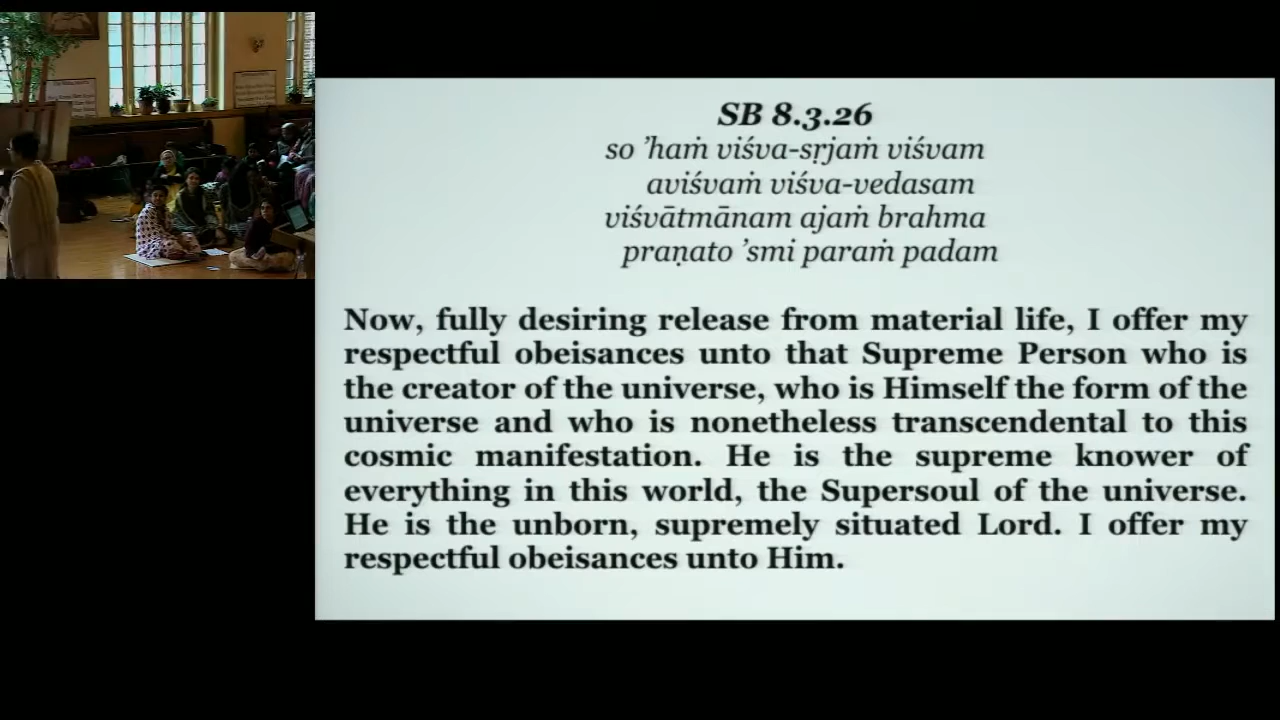 SB 8.3.26
so ’haṁ viśva-sṛjaṁ viśvam
aviśvaṁ viśva-vedasam
viśvātmānam ajaṁ brahma
praṇato ’smi paraṁ padam
Now, fully desiring release from material life, I offer my
respectful obeisances unto that Supreme Person who is
the creator of the universe, who is Himself the form of the
universe and who is nonetheless transcendental to this
cosmic manifestation. He is the supreme knower of
everything in this world, the Supersoul of the universe.
He is the unborn, supremely situated Lord. I offer my
respectful obeisances unto Him.